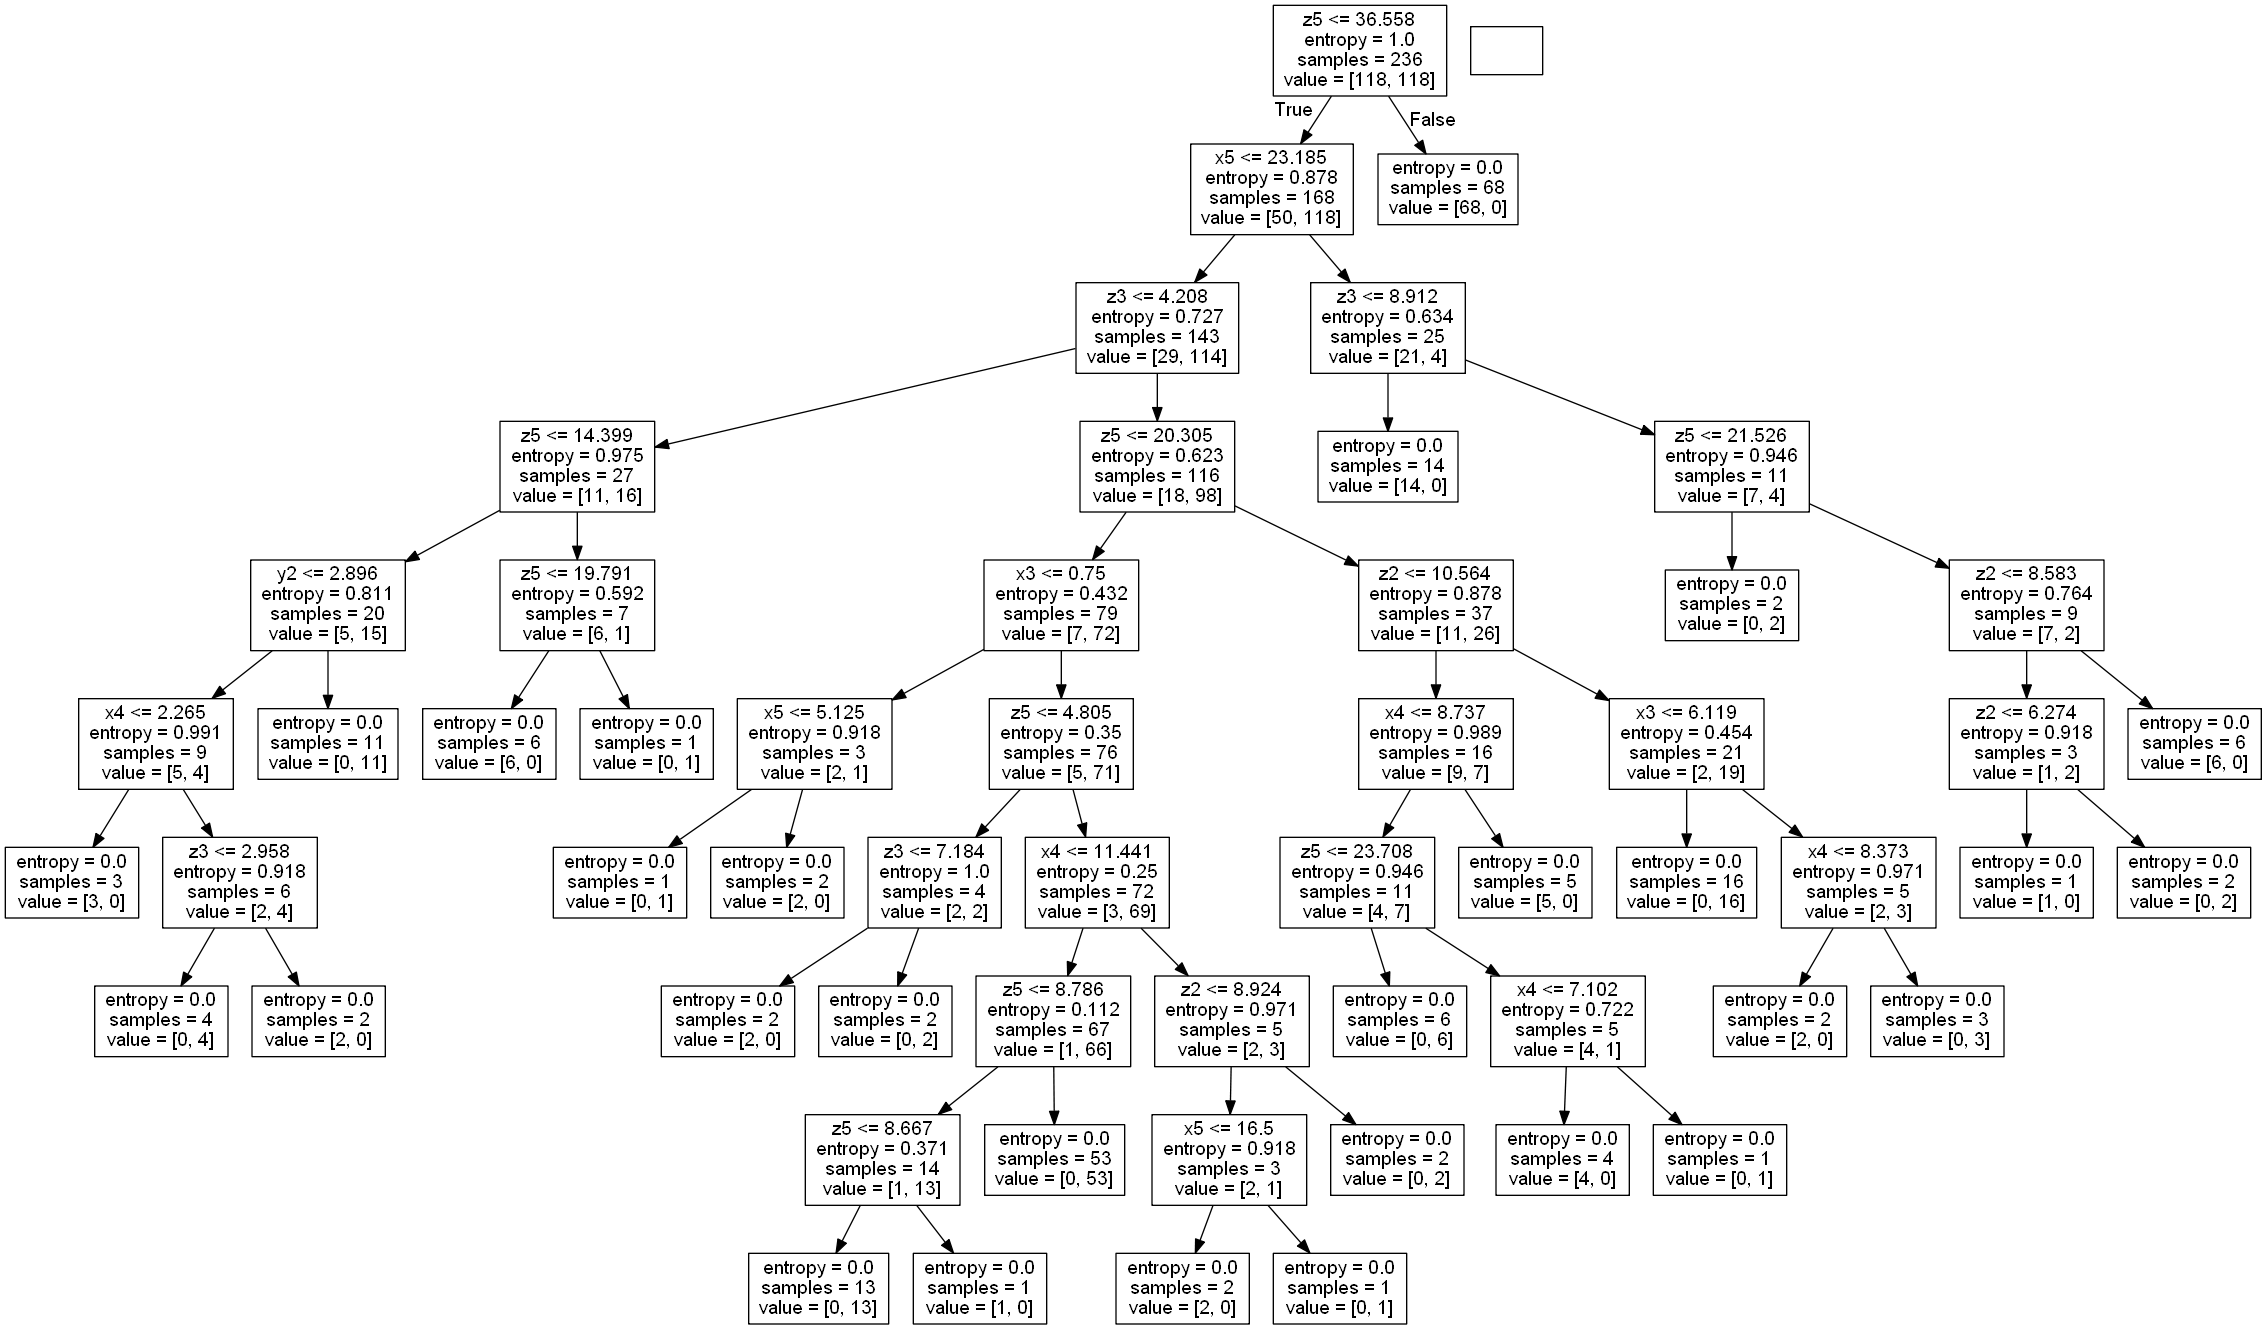 z5 <= 36.558
entropy = 1.0
samples = 236
value = [118, 118]
True
False
x5 <= 23.185
entropy = 0.878
samples = 168
value = [50, 118]
entropy = 0.0
samples = 68
value = [68, 0]
z3 <= 4.208
entropy = 0.727
samples = 143
value = [29, 114]
z3 <= 8.912
entropy = 0.634
samples = 25
value = [21, 4]
z5 <= 14.399
entropy = 0.975
samples = 27
value = [11, 16]
z5 <= 20.305
entropy = 0.623
samples = 116
value = [18, 98]
entropy = 0.0
samples = 14
value = [14, 0]
z5 <= 21.526
entropy = 0.946
samples = 11
value = [7, 4]
y2 <= 2.896
entropy = 0.811
samples = 20
value = [5, 15]
z5 <= 19.791
entropy = 0.592
samples = 7
value = [6, 1]
x3 <= 0.75
entropy = 0.432
samples = 79
value = [7, 72]
z2 <= 10.564
entropy = 0.878
samples = 37
value = [11, 26]
entropy = 0.0
samples = 2
value = [0, 2]
z2 <= 8.583
entropy = 0.764
samples = 9
value = [7, 2]
x4 <= 2.265
entropy = 0.991
samples = 9
value = [5, 4]
entropy = 0.0
samples = 11
value = [0, 11]
entropy = 0.0
samples = 6
value = [6, 0]
entropy = 0.0
samples = 1
value = [0, 1]
x5 <= 5.125
entropy = 0.918
samples = 3
value = [2, 1]
z5 <= 4.805
entropy = 0.35
samples = 76
value = [5, 71]
x4 <= 8.737
entropy = 0.989
samples = 16
value = [9, 7]
x3 <= 6.119
entropy = 0.454
samples = 21
value = [2, 19]
z2 <= 6.274
entropy = 0.918
samples = 3
value = [1, 2]
entropy = 0.0
samples = 6
value = [6, 0]
entropy = 0.0
samples = 3
value = [3, 0]
z3 <= 2.958
entropy = 0.918
samples = 6
value = [2, 4]
entropy = 0.0
samples = 1
value = [0, 1]
entropy = 0.0
samples = 2
value = [2, 0]
z3 <= 7.184
entropy = 1.0
samples = 4
value = [2, 2]
x4 <= 11.441
entropy = 0.25
samples = 72
value = [3, 69]
z5 <= 23.708
entropy = 0.946
samples = 11
value = [4, 7]
entropy = 0.0
samples = 5
value = [5, 0]
entropy = 0.0
samples = 16
value = [0, 16]
x4 <= 8.373
entropy = 0.971
samples = 5
value = [2, 3]
entropy = 0.0
samples = 1
value = [1, 0]
entropy = 0.0
samples = 2
value = [0, 2]
entropy = 0.0
samples = 4
value = [0, 4]
entropy = 0.0
samples = 2
value = [2, 0]
entropy = 0.0
samples = 2
value = [2, 0]
entropy = 0.0
samples = 2
value = [0, 2]
z5 <= 8.786
entropy = 0.112
samples = 67
value = [1, 66]
z2 <= 8.924
entropy = 0.971
samples = 5
value = [2, 3]
entropy = 0.0
samples = 6
value = [0, 6]
x4 <= 7.102
entropy = 0.722
samples = 5
value = [4, 1]
entropy = 0.0
samples = 2
value = [2, 0]
entropy = 0.0
samples = 3
value = [0, 3]
z5 <= 8.667
entropy = 0.371
samples = 14
value = [1, 13]
entropy = 0.0
samples = 53
value = [0, 53]
x5 <= 16.5
entropy = 0.918
samples = 3
value = [2, 1]
entropy = 0.0
samples = 2
value = [0, 2]
entropy = 0.0
samples = 4
value = [4, 0]
entropy = 0.0
samples = 1
value = [0, 1]
entropy = 0.0
samples = 13
value = [0, 13]
entropy = 0.0
samples = 1
value = [1, 0]
entropy = 0.0
samples = 2
value = [2, 0]
entropy = 0.0
samples = 1
value = [0, 1]